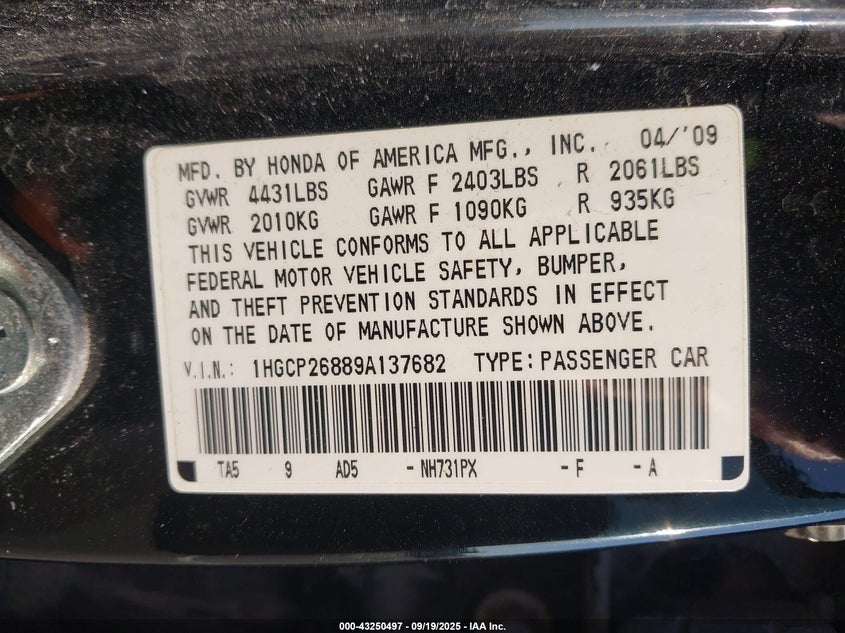 MFD. BY HONDA OF AMERICA MFG., INC. 04/'09
GVWR 4431LBS GAWR F 2403LBS R 2061LBS
GVWR 2010KG GAWR F 1090KG R 935KG
THIS VEHICLE CONFORMS TO ALL APPLICABLE
FEDERAL MOTOR VEHICLE SAFETY, BUMPER,
AND THEFT PREVENTION STANDARDS IN EFFECT
ON THE DATE OF MANUFACTURE SHOWN ABOVE.
V.I.N.: 1HGCP26889A137682 TYPE: PASSENGER CAR
TA5 9 AD5 -NH731PX -F -A
000-43250497 - 09/19/2025 - IAA Inc.